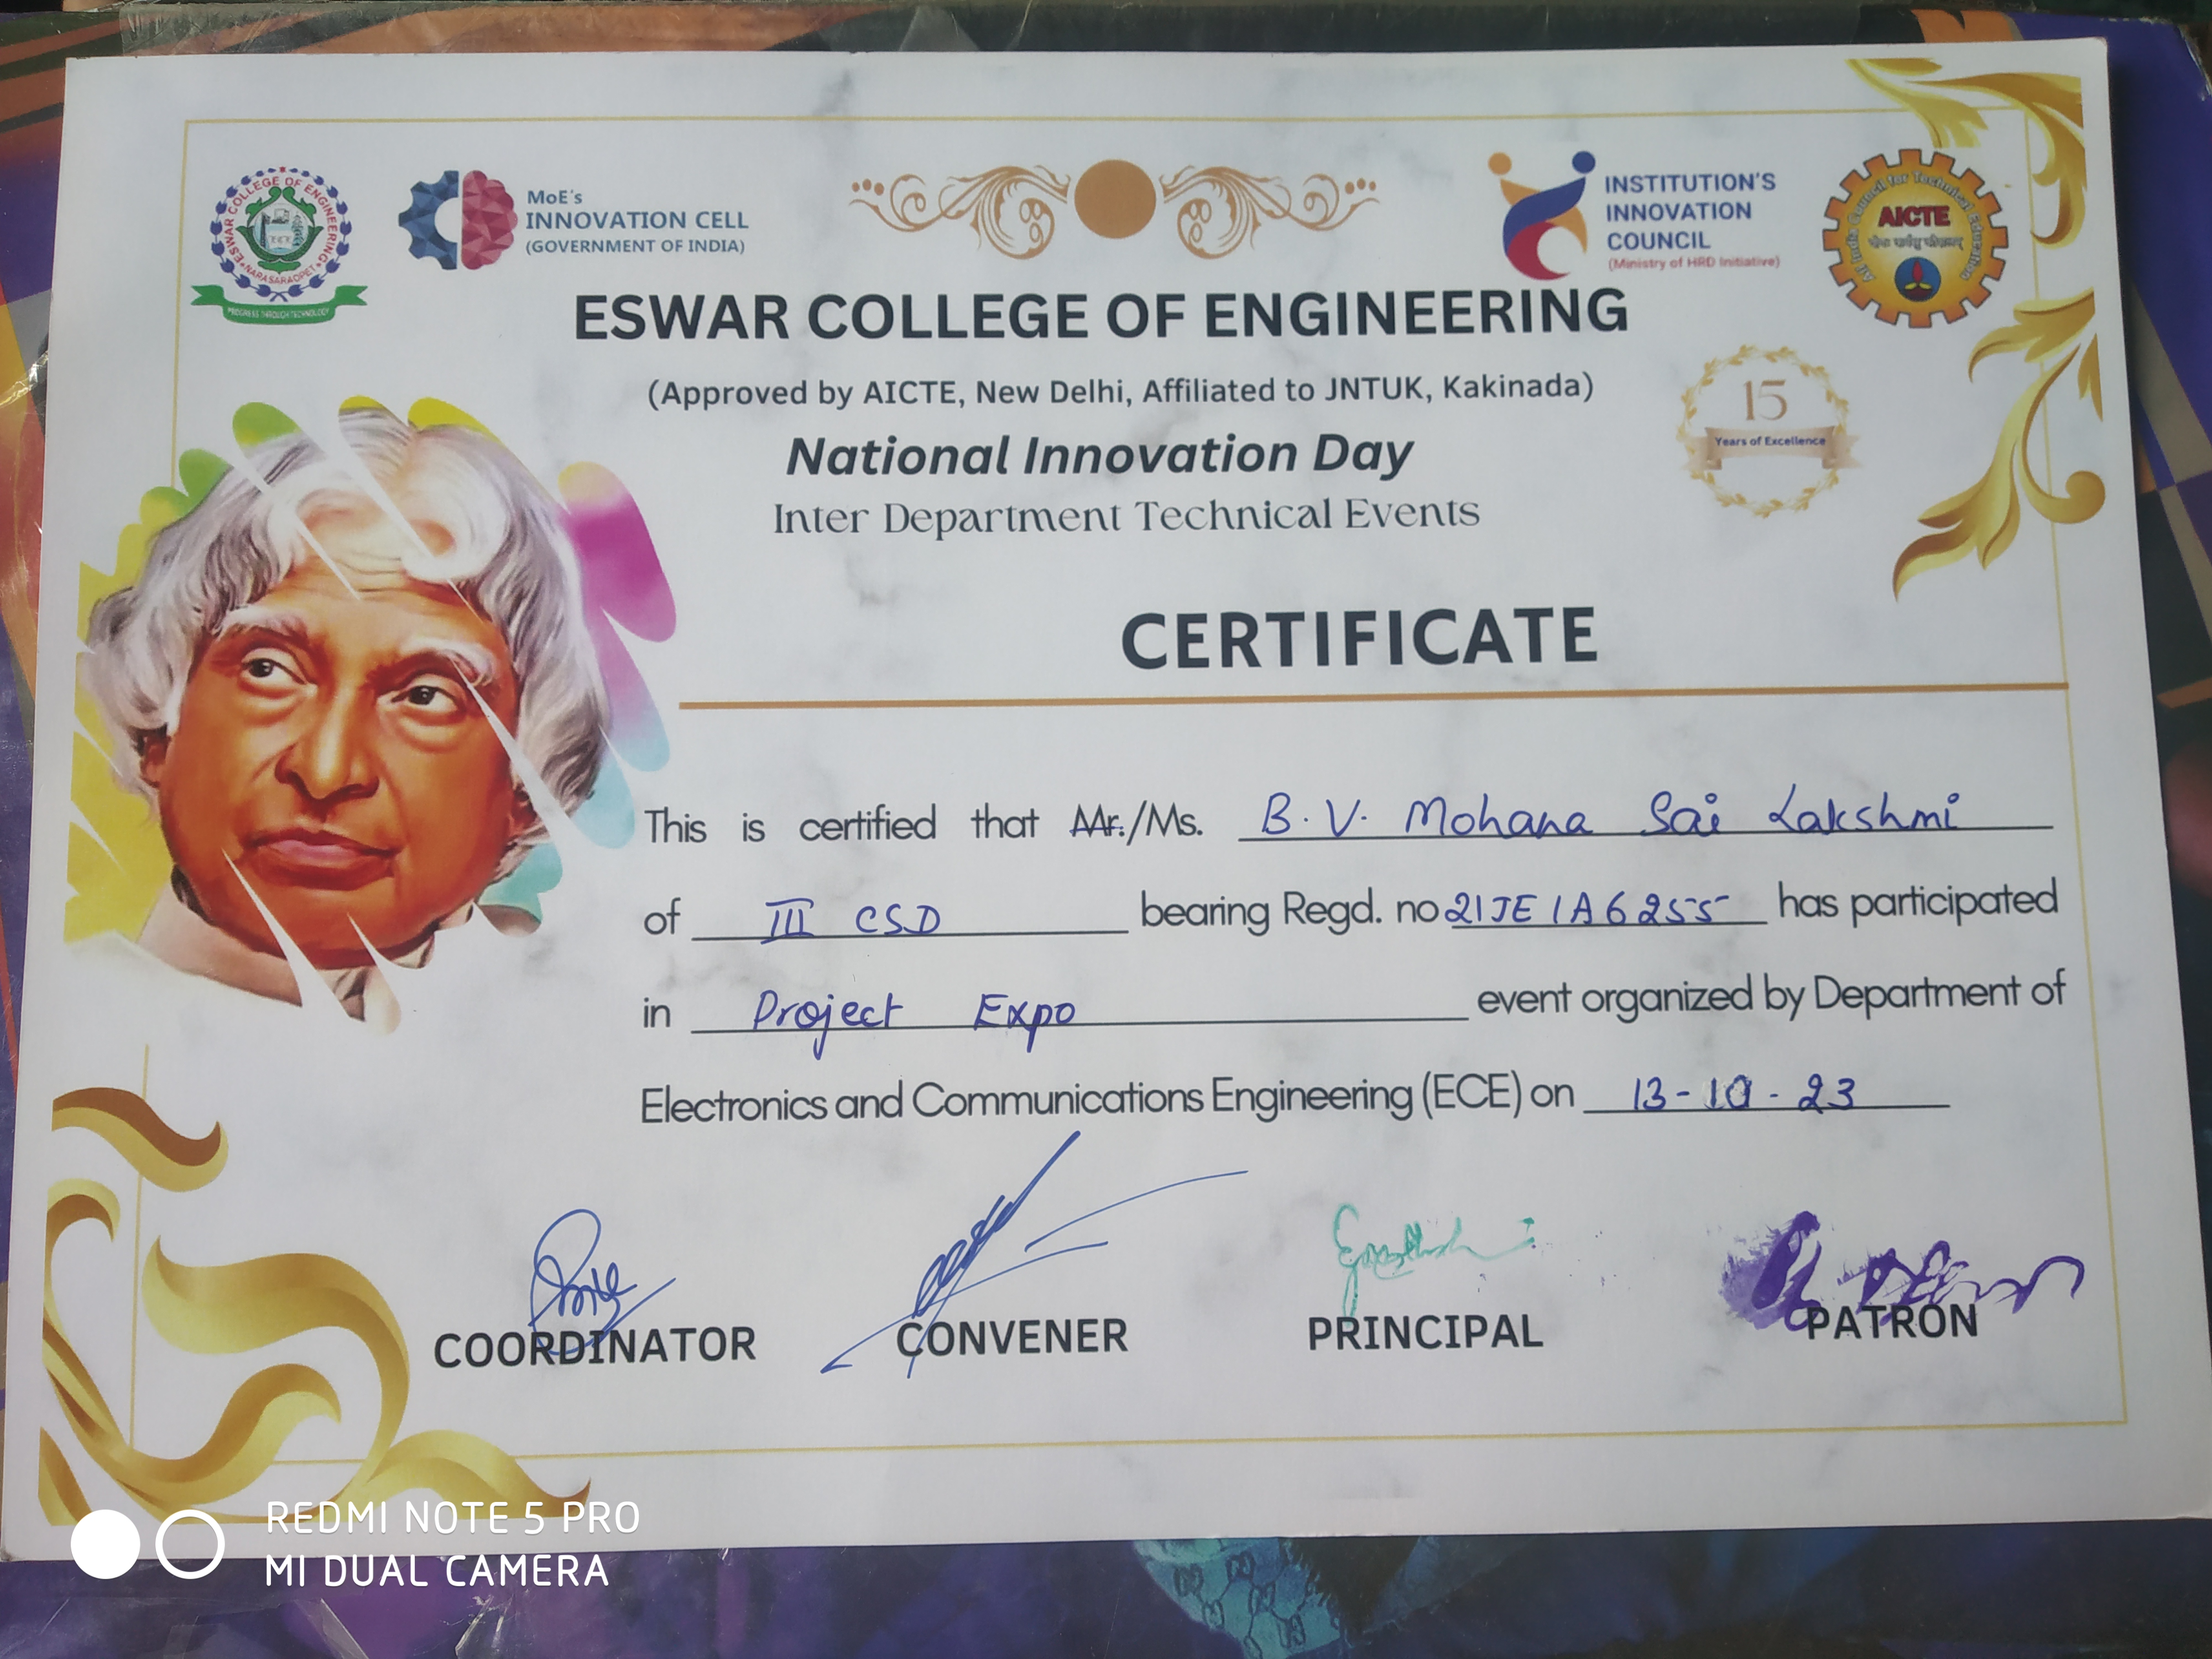 ESWAR COLLEGE OF ENGINEERING
NARASARAOPET
PROGRESS THROUGH TECHNOLOGY
MoE's
INNOVATION CELL
(GOVERNMENT OF INDIA)
INSTITUTION'S
INNOVATION
COUNCIL
(Ministry of HRD Initiative)
All India Council for Technical Education
AICTE
ESWAR COLLEGE OF ENGINEERING
(Approved by AICTE, New Delhi, Affiliated to JNTUK, Kakinada)
15
Years of Excellence
National Innovation Day
Inter Department Technical Events
CERTIFICATE
This is certified that Mr./Ms. B. V. Mohana Sai Lakshmi
of III CSD bearing Regd. no 21JE1A6255 has participated
in Project Expo event organized by Department of
Electronics and Communications Engineering (ECE) on 13-10-23
COORDINATOR CONVENER PRINCIPAL PATRON
REDMI NOTE 5 PRO
MI DUAL CAMERA